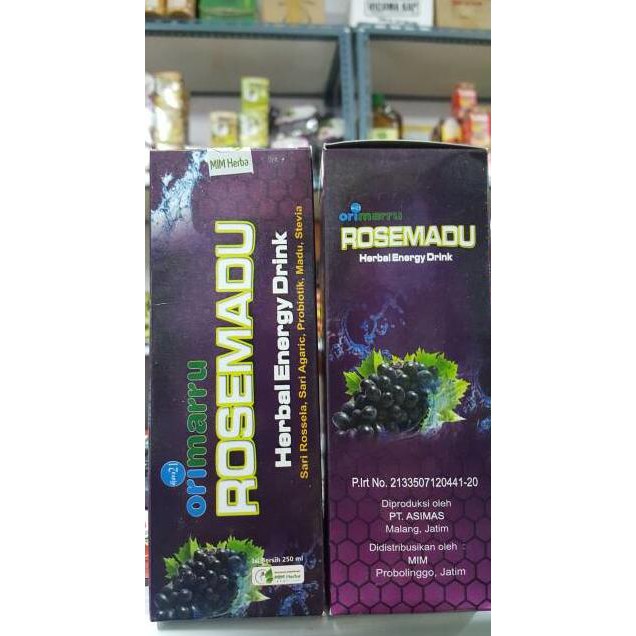 MIM Herba
orimarru
ROSEMADU
Herbal Energy Drink
Sari Rossela, Sari Agaric, Probiotik, Madu, Stevia
Isi Bersih 250 ml
MIM Herba
orimarru
ROSEMADU
Herbal Energy Drink
P.Irt No. 2133507120441-20
Diproduksi oleh
PT. ASIMAS
Malang, Jatim
Didistribusikan oleh :
MIM
Probolinggo, Jatim